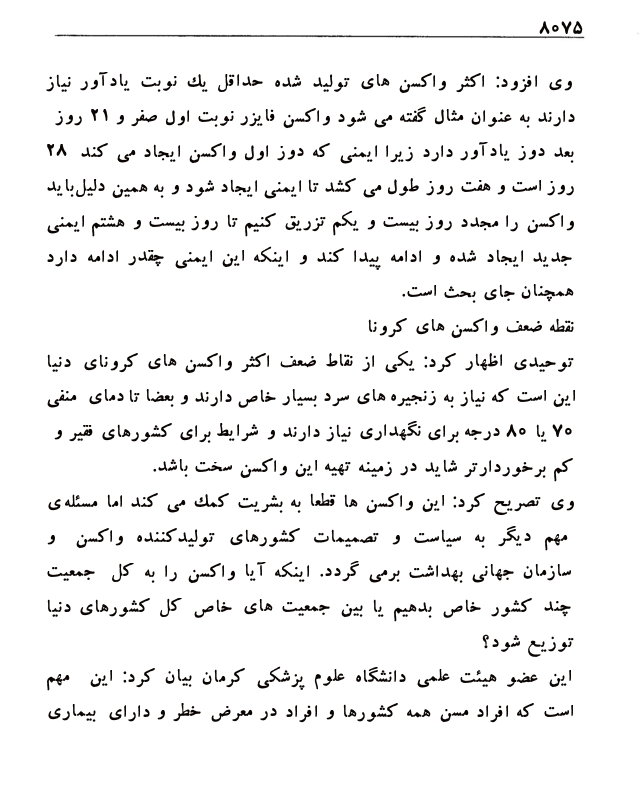 ۸۰۷۵
وی افزود: اکثر واکسن های تولید شده حداقل یك نوبت یادآور نیاز
دارند به عنوان مثال گفته می شود واکسن فایزر نوبت اول صفر و ۲۱ روز
بعد دوز یادآور دارد زیرا ایمنی که دوز اول واکسن ایجاد می کند ۲۸
روز است و هفت روز طول می کشد تا ایمنی ایجاد شود و به همین دلیل باید
واکسن را مجدد روز بیست و یکم تزریق کنیم تا روز بیست و هشتم ایمنی
جدید ایجاد شده و ادامه پیدا کند و اینکه این ایمنی چقدر ادامه دارد
همچنان جای بحث است.
نقطه ضعف واکسن های کرونا
توحیدی اظهار کرد: یکی از نقاط ضعف اکثر واکسن های کرونای دنیا
این است که نیاز به زنجیره های سرد بسیار خاص دارند و بعضا تا دمای منفی
۷۰ یا ۸۰ درجه برای نگهداری نیاز دارند و شرایط برای کشورهای فقیر و
کم برخوردارتر شاید در زمینه تهیه این واکسن سخت باشد.
وی تصریح کرد: این واکسن ها قطعا به بشریت کمك می کند اما مسئله‌ی
مهم دیگر به سیاست و تصمیمات کشورهای تولیدکننده واکسن و
سازمان جهانی بهداشت برمی گردد. اینکه آیا واکسن را به کل جمعیت
چند کشور خاص بدهیم یا بین جمعیت های خاص کل کشورهای دنیا
توزیع شود؟
این عضو هیئت علمی دانشگاه علوم پزشکی کرمان بیان کرد: این مهم
است که افراد مسن همه کشورها و افراد در معرض خطر و دارای بیماری